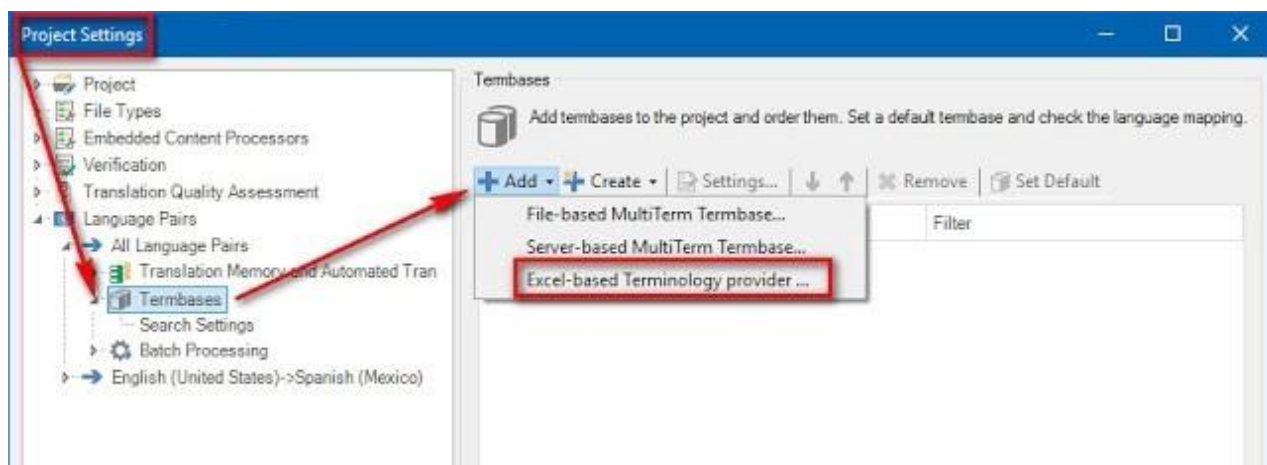 Project Settings
Project
File Types
Embedded Content Processors
Verification
Translation Quality Assessment
Language Pairs
All Language Pairs
Translation Memory and Automated Tran
Termbases
Search Settings
Batch Processing
English (United States)->Spanish (Mexico)
Termbases
Add termbases to the project and order them. Set a default termbase and check the language mapping.
Add Create Settings... Remove Set Default
File-based MultiTerm Termbase...
Server-based MultiTerm Termbase...
Excel-based Terminology provider ...
Filter